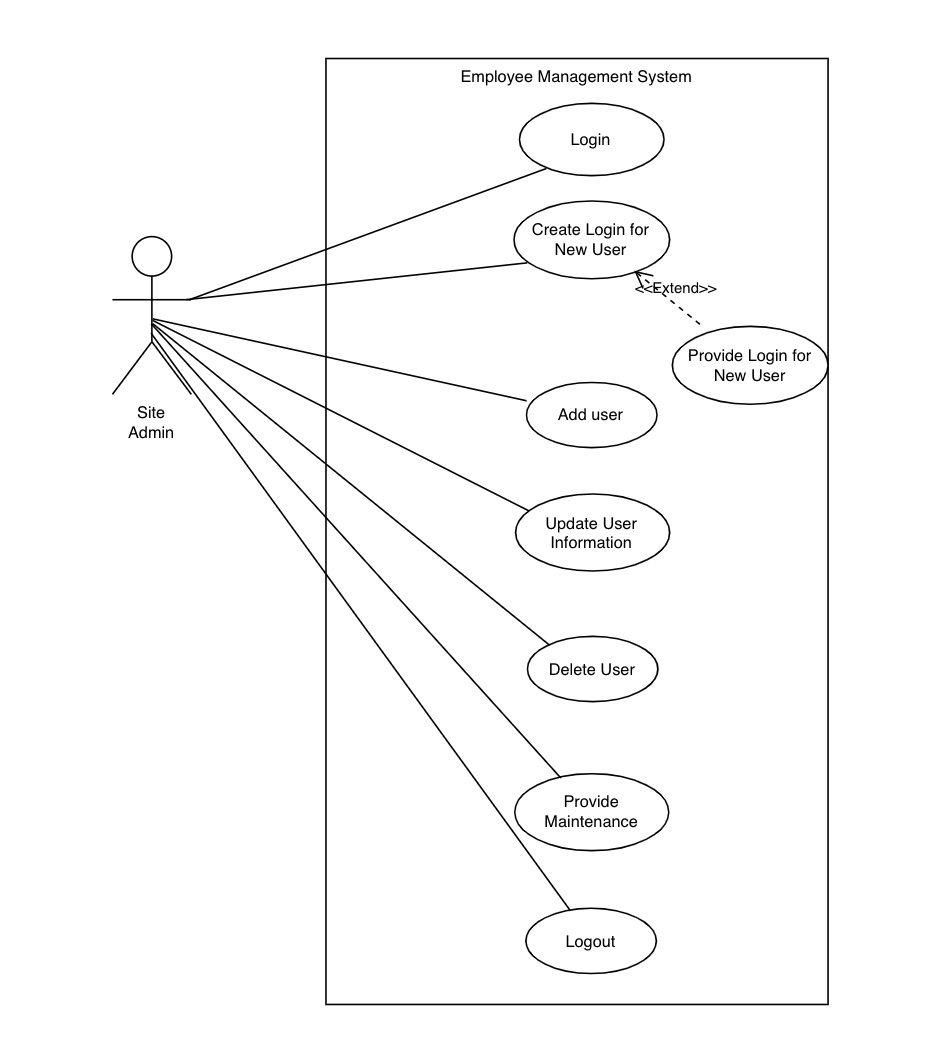 Employee Management System
Login
Create Login for
New User
<<Extend>>
Provide Login for
New User
Site
Admin
Add user
Update User
Information
Delete User
Provide
Maintenance
Logout